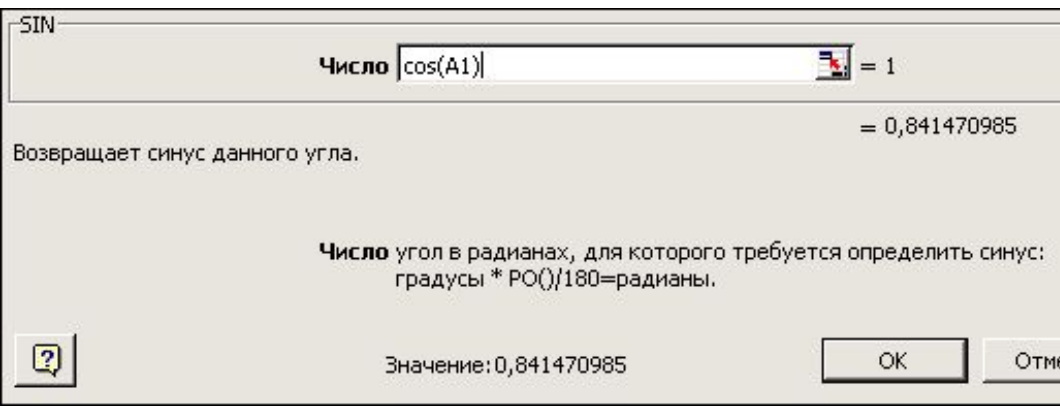 SIN
Число cos(A1) = 1
= 0,841470985
Возвращает синус данного угла.
Число угол в радианах, для которого требуется определить синус:
градусы * PO()/180=радианы.
Значение:0,841470985
OK
Отме